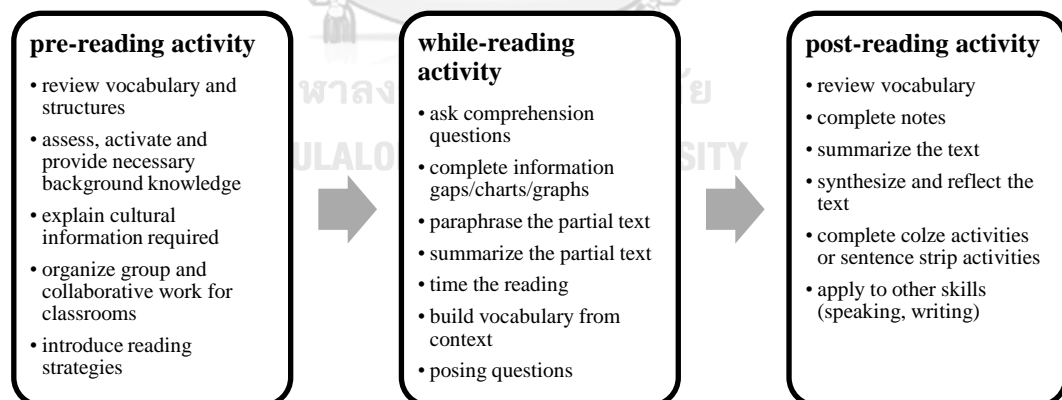 pre-reading activity
• review vocabulary and
structures
• assess, activate and
provide necessary
background knowledge
• explain cultural
information required
• organize group and
collaborative work for
classrooms
• introduce reading
strategies
while-reading
activity
• ask comprehension
questions
• complete information
gaps/charts/graphs
• paraphrase the partial text
• summarize the partial text
• time the reading
• build vocabulary from
context
• posing questions
post-reading activity
• review vocabulary
• complete notes
• summarize the text
• synthesize and reflect the
text
• complete colze activities
or sentence strip activities
• apply to other skills
(speaking, writing)